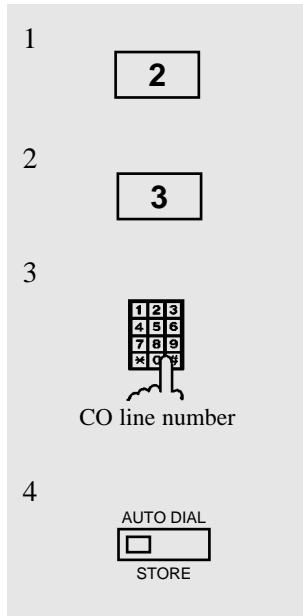 1
2
2
3
3
1 2 3
4 5 6
7 8 9
* 0 #
CO line number
4
AUTO DIAL
STORE